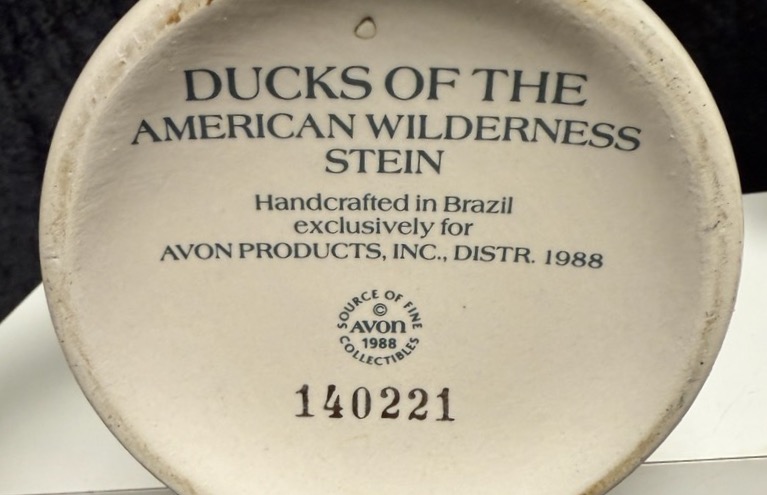 DUCKS OF THE
AMERICAN WILDERNESS
STEIN
Handcrafted in Brazil
exclusively for
AVON PRODUCTS, INC., DISTR. 1988
SOURCE OF FINE
©
AVON
1988
COLLECTIBLES
140221